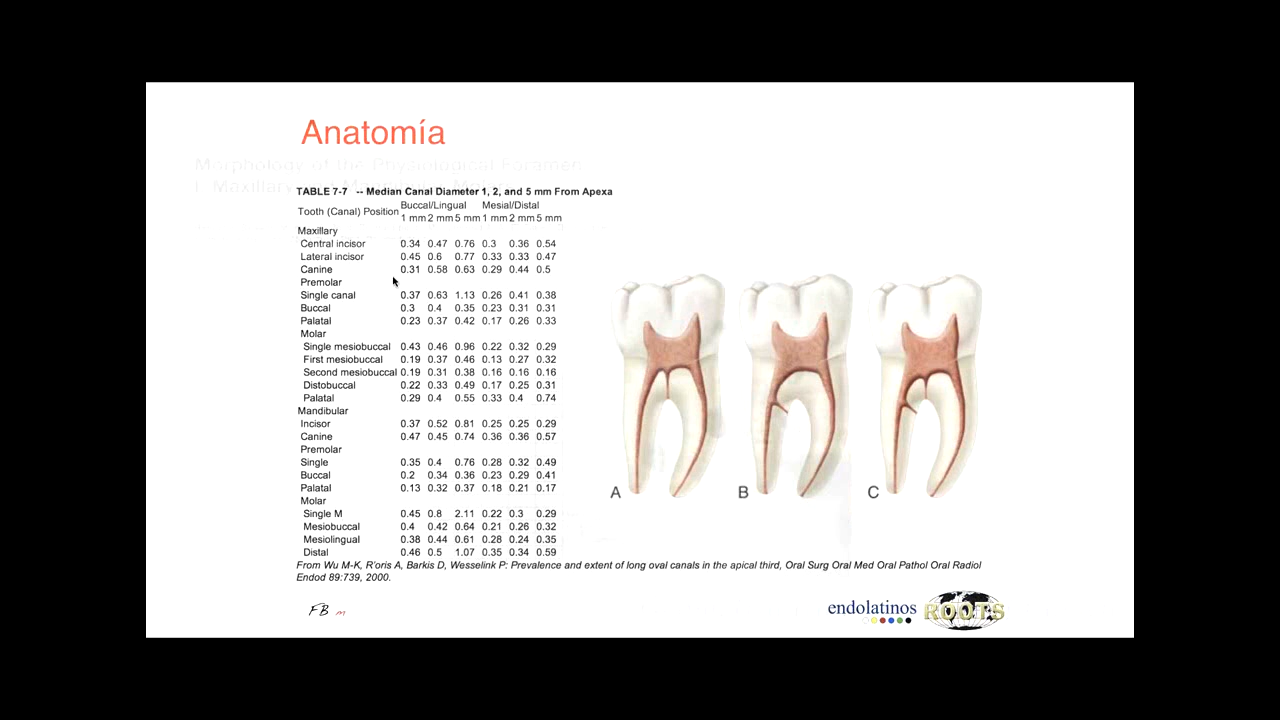 Anatomía
Morphology of the Physiological Foramen
TABLE 7-7 -- Median Canal Diameter 1, 2, and 5 mm From Apexa
Tooth (Canal) Position Buccal/Lingual Mesial/Distal
1 mm 2 mm 5 mm 1 mm 2 mm 5 mm
Maxillary
Central incisor 0.34 0.47 0.76 0.3 0.36 0.54
Lateral incisor 0.45 0.6 0.77 0.33 0.33 0.47
Canine 0.31 0.58 0.63 0.29 0.44 0.5
Premolar
Single canal 0.37 0.63 1.13 0.26 0.41 0.38
Buccal 0.3 0.4 0.35 0.23 0.31 0.31
Palatal 0.23 0.37 0.42 0.17 0.26 0.33
Molar
Single mesiobuccal 0.43 0.46 0.96 0.22 0.32 0.29
First mesiobuccal 0.19 0.37 0.46 0.13 0.27 0.32
Second mesiobuccal 0.19 0.31 0.38 0.16 0.16 0.16
Distobuccal 0.22 0.33 0.49 0.17 0.25 0.31
Palatal 0.29 0.4 0.55 0.33 0.4 0.74
Mandibular
Incisor 0.37 0.52 0.81 0.25 0.25 0.29
Canine 0.47 0.45 0.74 0.36 0.36 0.57
Premolar
Single 0.35 0.4 0.76 0.28 0.32 0.49
Buccal 0.2 0.34 0.36 0.23 0.29 0.41
Palatal 0.13 0.32 0.37 0.18 0.21 0.17
Molar
Single M 0.45 0.8 2.11 0.22 0.3 0.29
Mesiobuccal 0.4 0.42 0.64 0.21 0.26 0.32
Mesiolingual 0.38 0.44 0.61 0.28 0.24 0.35
Distal 0.46 0.5 1.07 0.35 0.34 0.59
From Wu M-K, R'oris A, Barkis D, Wesselink P: Prevalence and extent of long oval canals in the apical third, Oral Surg Oral Med Oral Pathol Oral Radiol
Endod 89:739, 2000.
A B C
FB m
endolatinos ROOTS